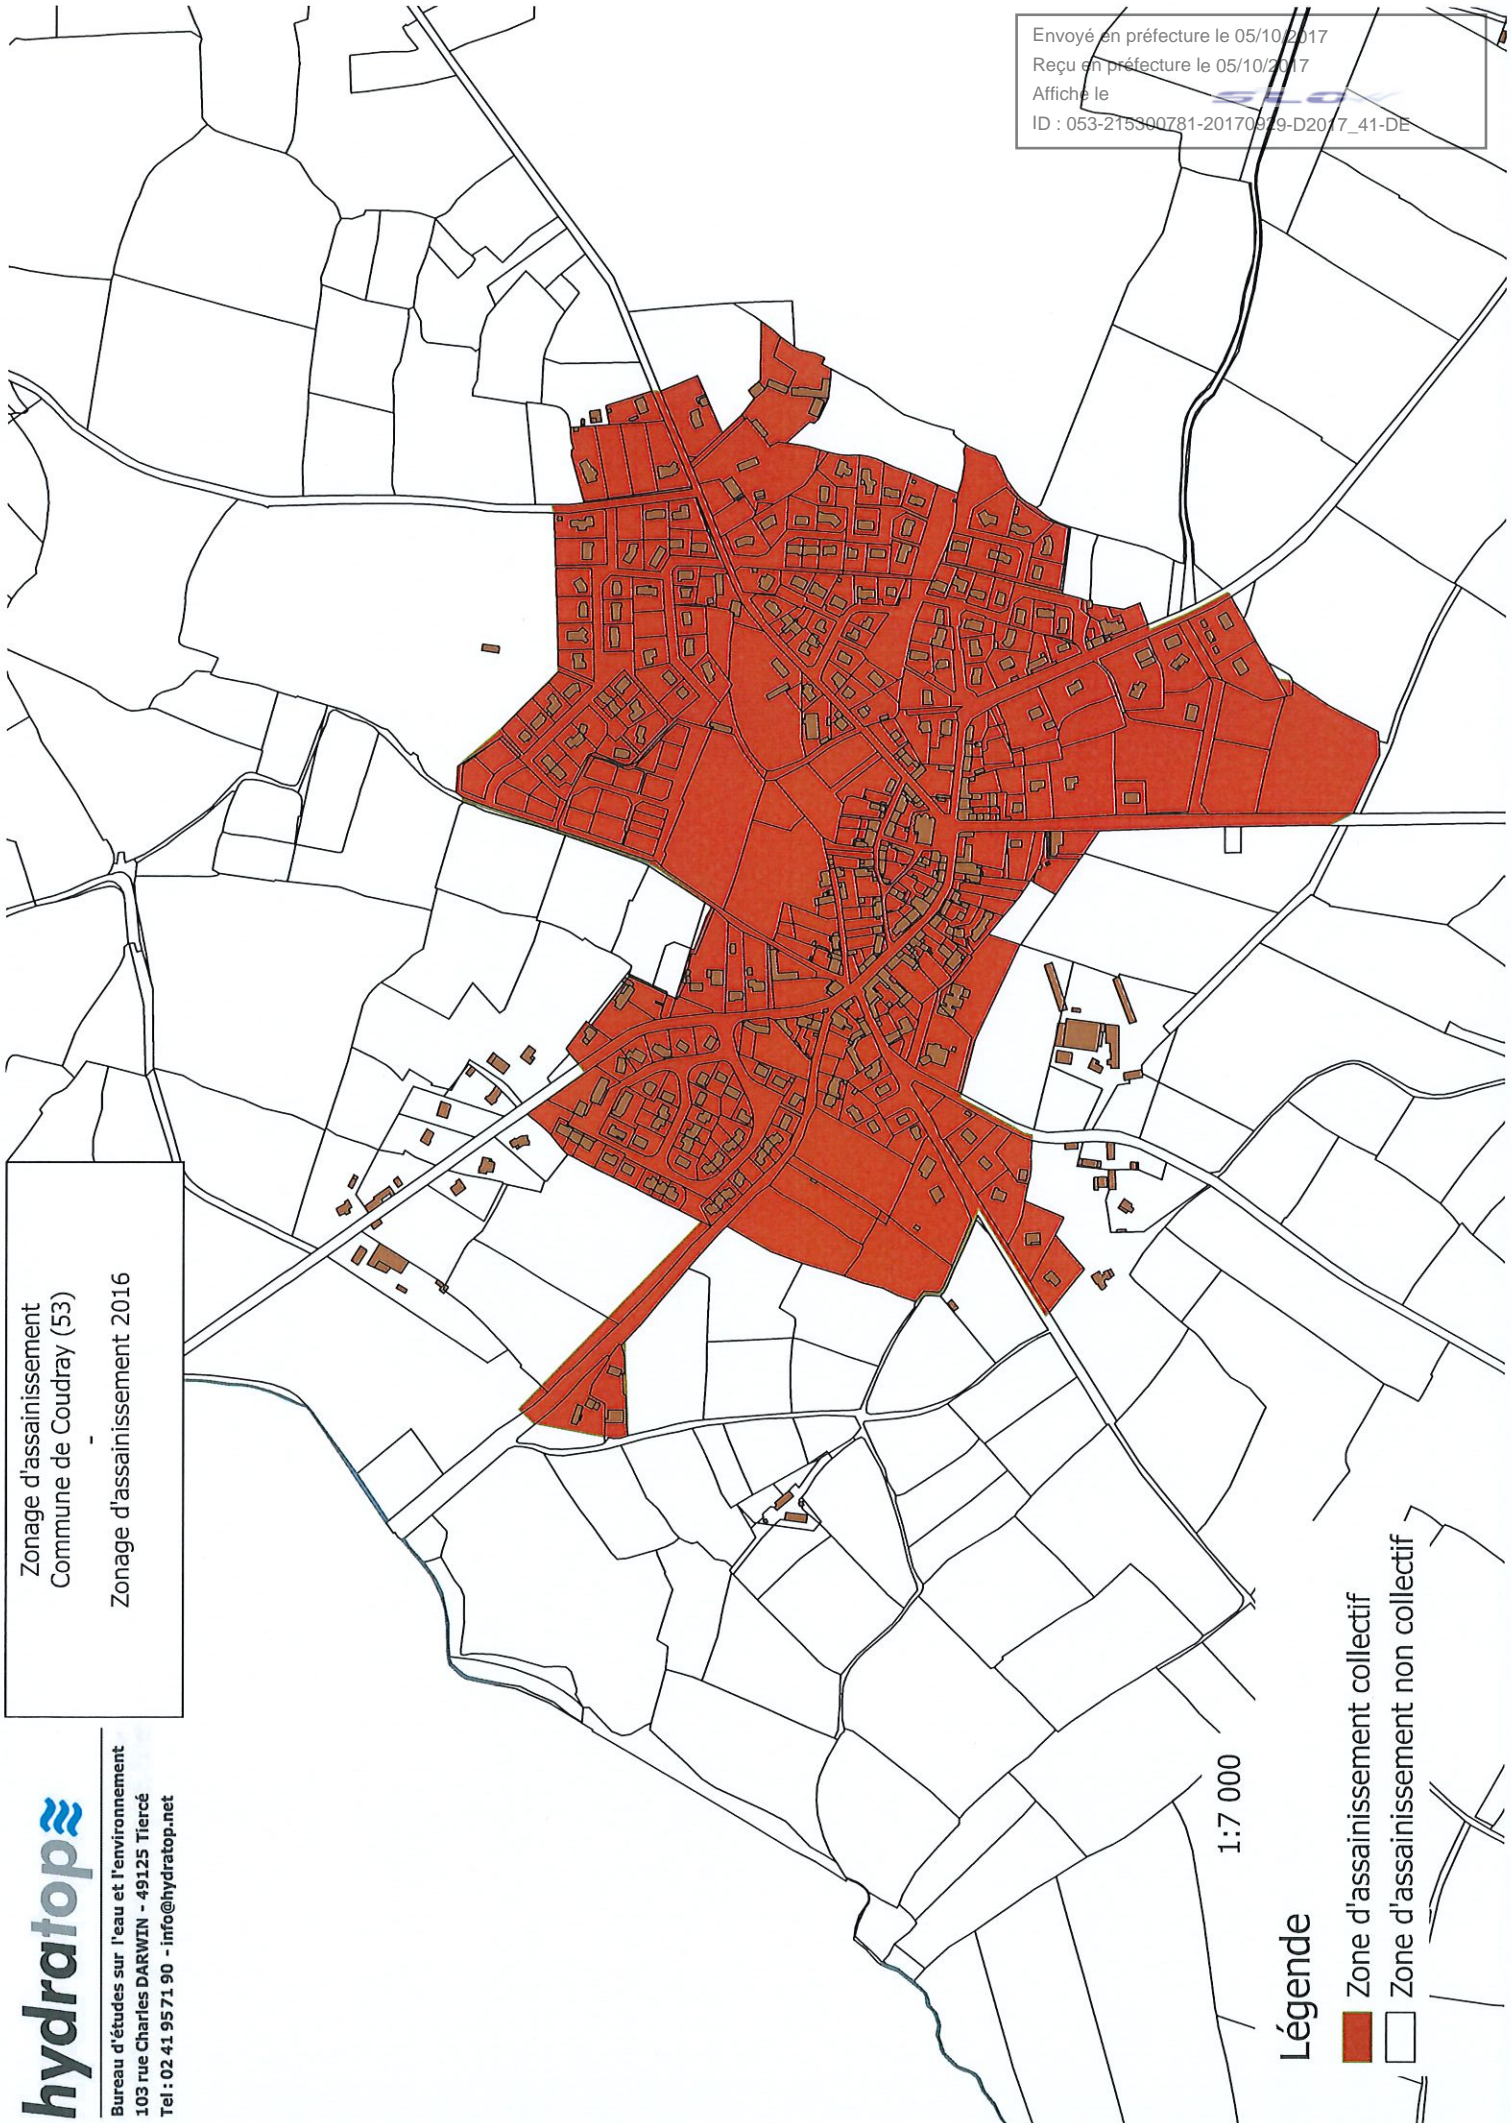 Envoyé en préfecture le 05/10/2017
Reçu en préfecture le 05/10/2017
Affiché le
SLOW
ID : 053-215300781-20170929-D2017_41-DE
hydratop
Bureau d'études sur l'eau et l'environnement
103 rue Charles DARWIN - 49125 Tiercé
Tel : 02 41 95 71 90 - info@hydratop.net
Zonage d'assainissement
Commune de Coudray (53)
-
Zonage d'assainissement 2016
1:7 000
Légende
Zone d'assainissement collectif
Zone d'assainissement non collectif